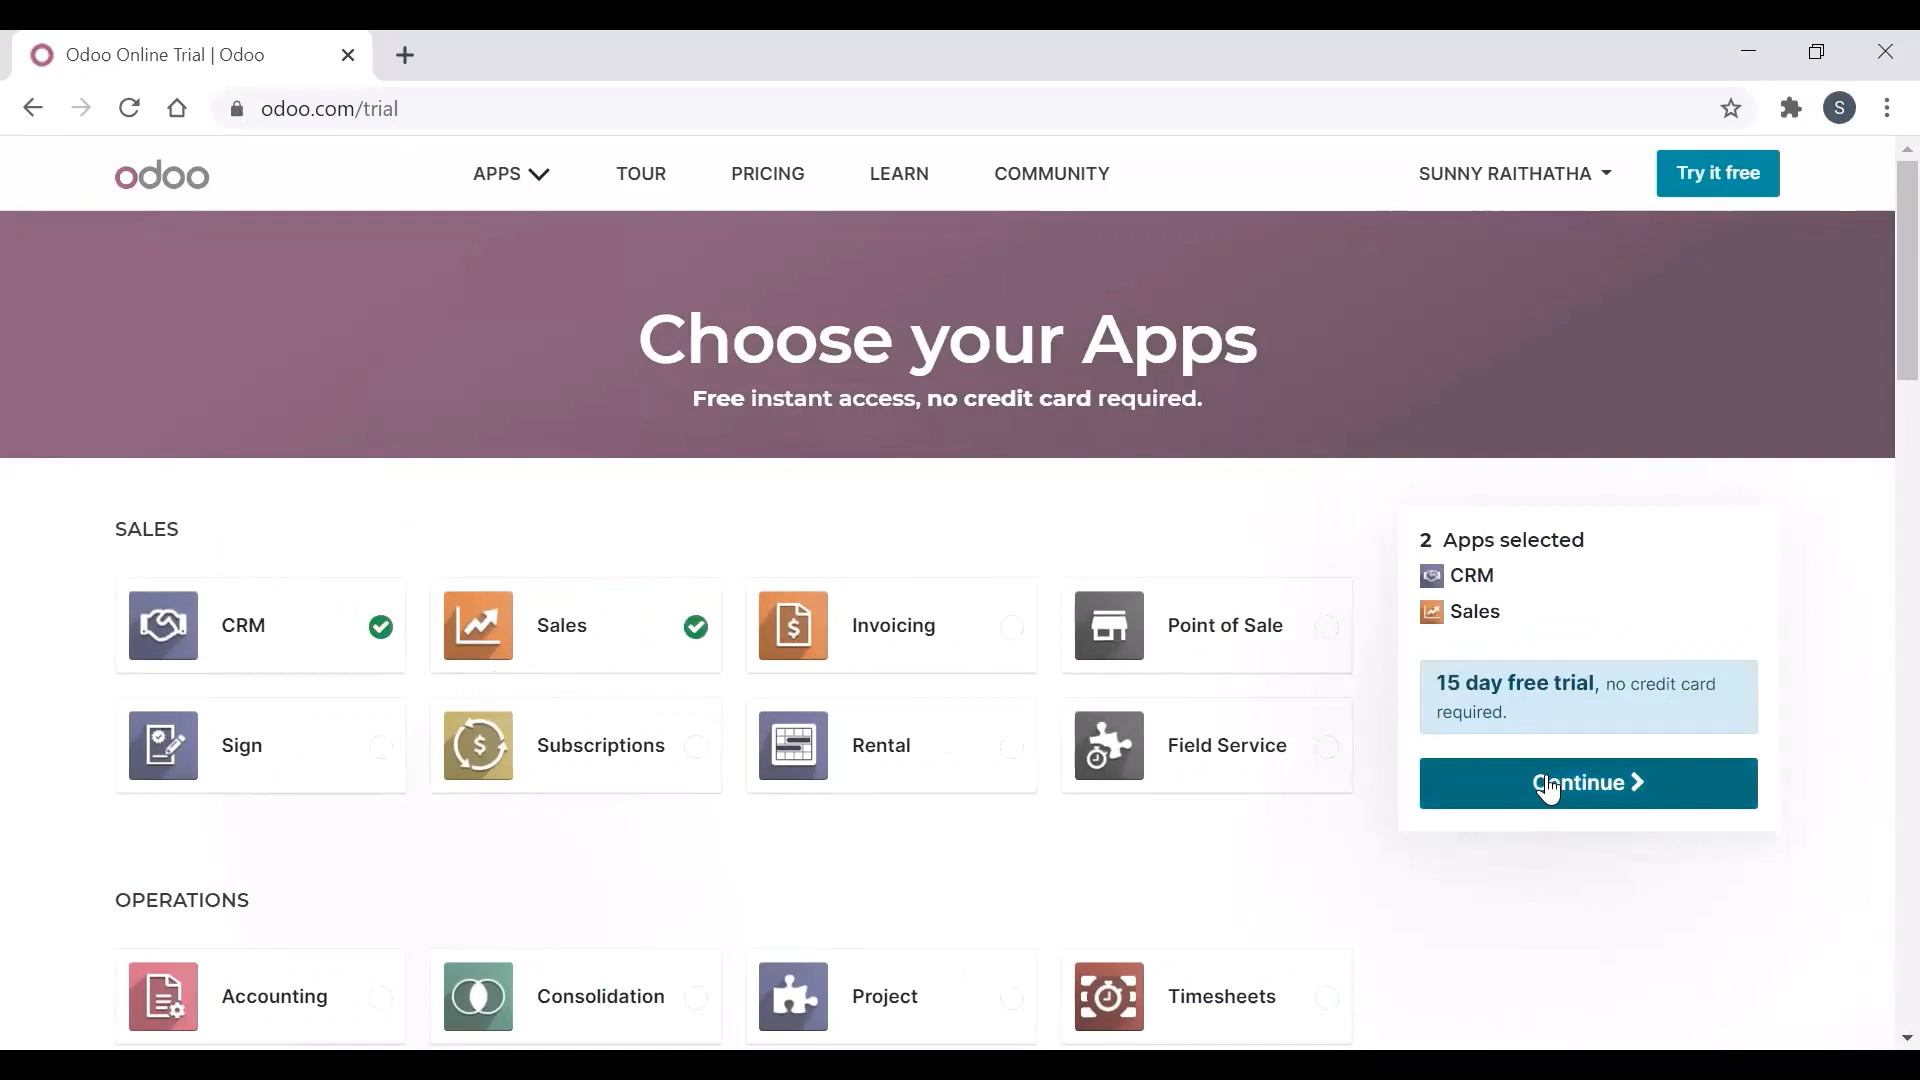 Odoo Online Trial | Odoo
odoo.com/trial
S
odoo
APPS
TOUR
PRICING
LEARN
COMMUNITY
SUNNY RAITHATHA
Try it free
Choose your Apps
Free instant access, no credit card required.
SALES
CRM
Sales
Invoicing
Point of Sale
Sign
Subscriptions
Rental
Field Service
2 Apps selected
CRM
Sales
15 day free trial, no credit card
required.
Continue
OPERATIONS
Accounting
Consolidation
Project
Timesheets